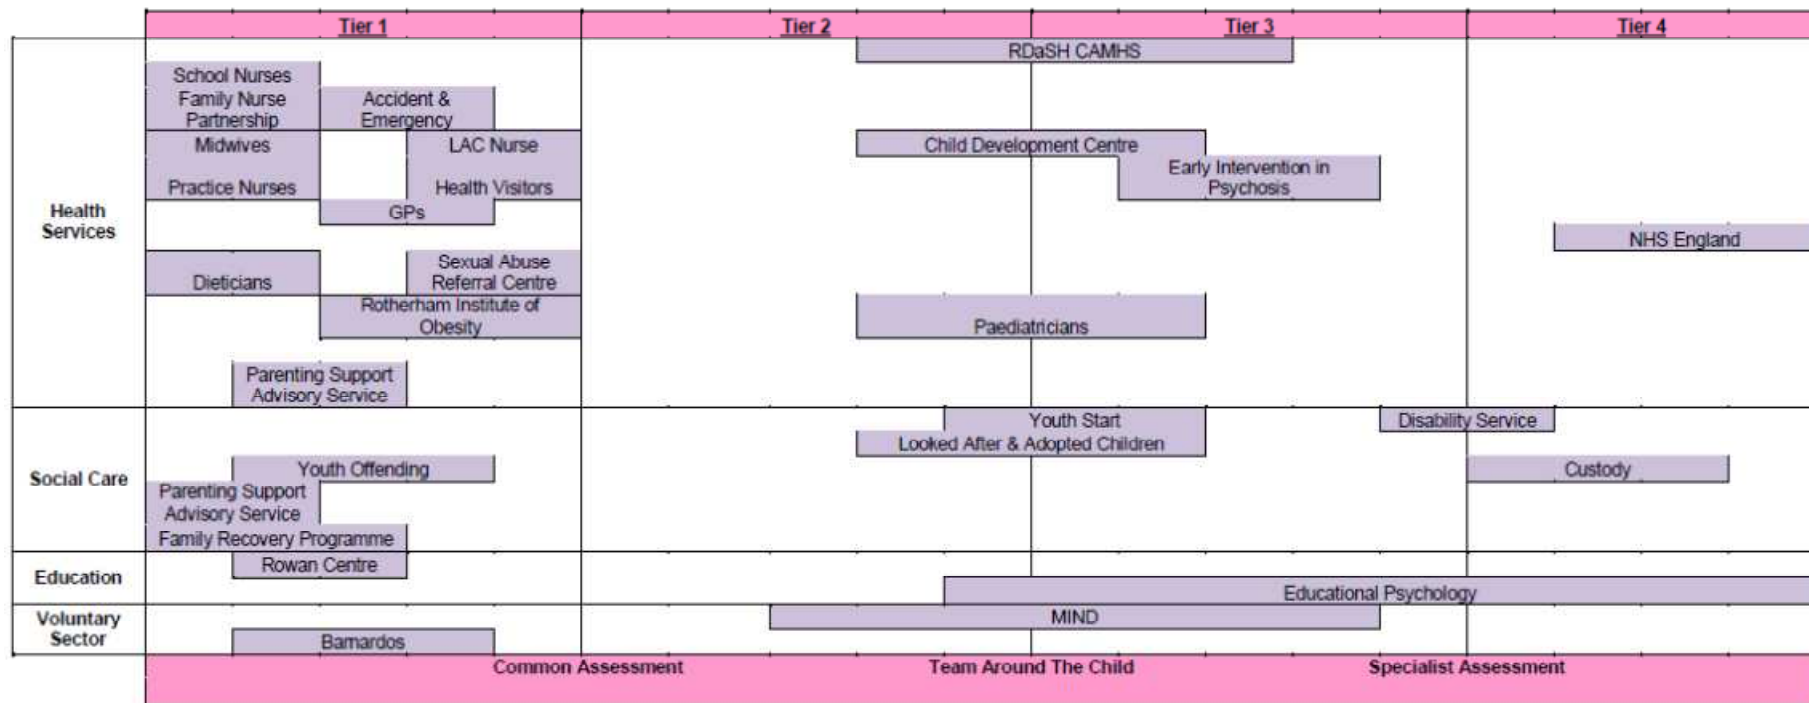 Tier 1
Tier 2
Tier 3
Tier 4
Health
Services
RDaSH CAMHS
School Nurses
Family Nurse
Partnership
Accident &
Emergency
Midwives
LAC Nurse
Child Development Centre
Practice Nurses
Health Visitors
Early Intervention in
Psychosis
GPs
NHS England
Dieticians
Sexual Abuse
Referral Centre
Rotherham Institute of
Obesity
Paediatricians
Parenting Support
Advisory Service
Social Care
Youth Start
Disability Service
Looked After & Adopted Children
Youth Offending
Custody
Parenting Support
Advisory Service
Family Recovery Programme
Education
Rowan Centre
Educational Psychology
Voluntary
Sector
MIND
Barnardos
Common Assessment
Team Around The Child
Specialist Assessment